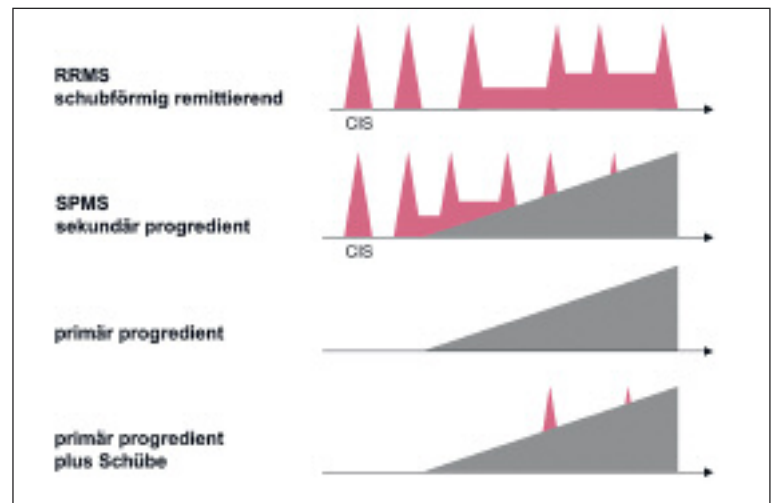 RRMS
schubförmig remittierend
CIS
SPMS
sekundär progredient
CIS
primär progredient
primär progredient
plus Schübe